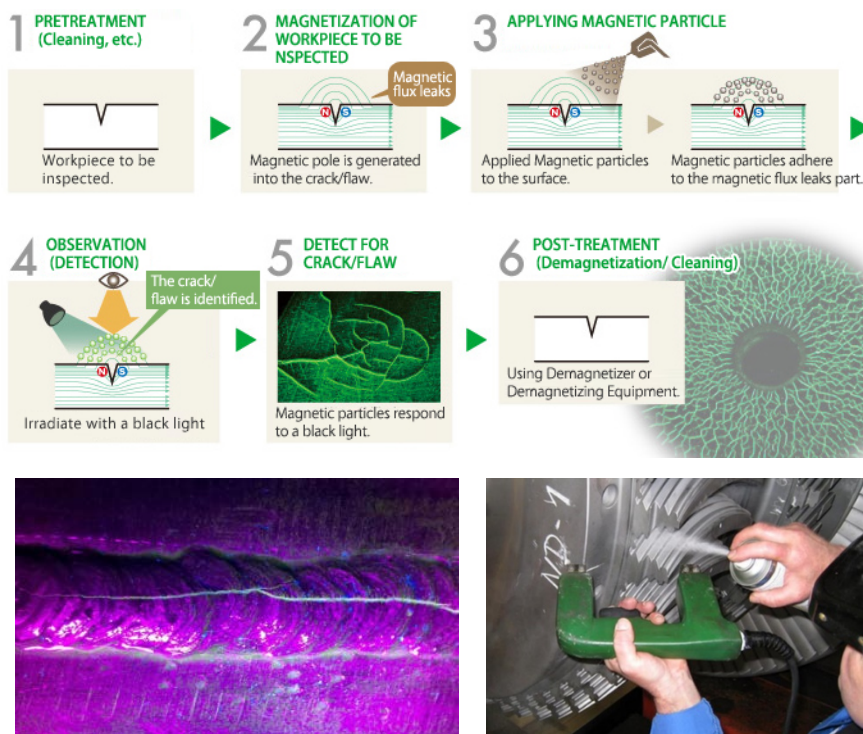 1 PRETREATMENT
(Cleaning, etc.)
Workpiece to be
inspected.
2 MAGNETIZATION OF
WORKPIECE TO BE
NSPECTED
Magnetic
flux leaks
N S
Magnetic pole is generated
into the crack/flaw.
3 APPLYING MAGNETIC PARTICLE
N S
Applied Magnetic particles
to the surface.
N S
Magnetic particles adhere
to the magnetic flux leaks part.
4 OBSERVATION
(DETECTION)
The crack/
flaw is identified.
N S
Irradiate with a black light
5 DETECT FOR
CRACK/FLAW
Magnetic particles respond
to a black light.
6 POST-TREATMENT
(Demagnetization/ Cleaning)
Using Demagnetizer or
Demagnetizing Equipment.